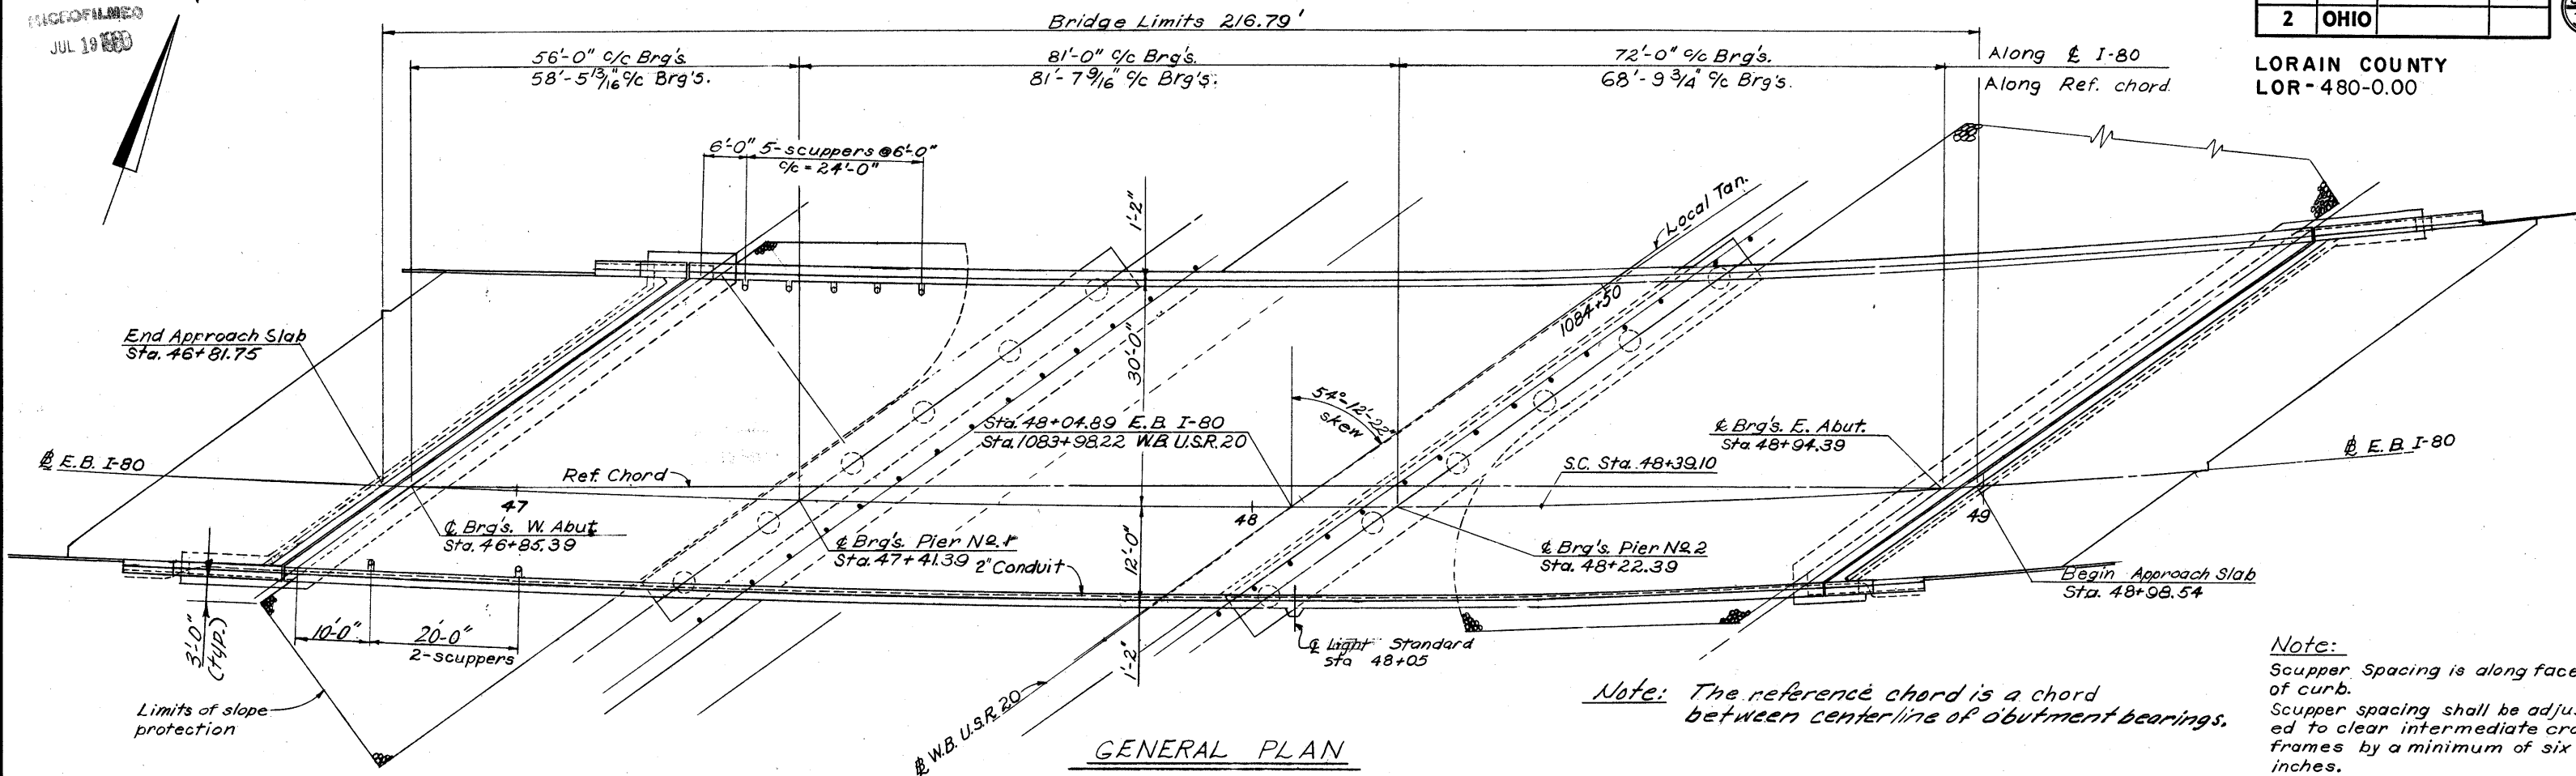 MICROFILMED
JUL 19 1980
2 OHIO
LORAIN COUNTY
LOR-480-0.00
Bridge Limits 216.79'
56'-0" c/c Brg's.
58'-5 13/16" c/c Brg's.
81'-0" c/c Brg's.
81'-7 9/16" c/c Brg's.
72'-0" c/c Brg's.
68'-9 3/4" c/c Brg's.
Along ℄ I-80
Along Ref. chord.
6'-0" 5-scuppers @6'-0"
c/c = 24'-0"
1'-2"
Local Tan.
1084+50
30'-0"
54°-12'-22"
skew
End Approach Slab
Sta. 46+81.75
Sta. 48+04.89 E.B. I-80
Sta. 1083+98.22 W.B. U.S.R. 20
℄ Brg's. E. Abut.
Sta. 48+94.39
℄ E.B. I-80
℄ E.B. I-80
Ref. Chord
S.C. Sta. 48+39.10
47
48
49
℄ Brg's. W. Abut
Sta. 46+85.39
℄ Brg's. Pier No. 1
Sta. 47+41.39
2" Conduit
12'-0"
℄ Brg's. Pier No. 2
Sta. 48+22.39
Begin Approach Slab
Sta. 48+98.54
3'-0"
(typ.)
10'-0"
20'-0"
2-scuppers
1'-2"
℄ Light Standard
Sta 48+05
Limits of slope
protection
℄ W.B. U.S.R. 20
Note: The reference chord is a chord
between centerline of abutment bearings.
GENERAL PLAN
Note:
Scupper Spacing is along face
of curb.
Scupper spacing shall be adjus
ed to clear intermediate cro
frames by a minimum of six
inches.